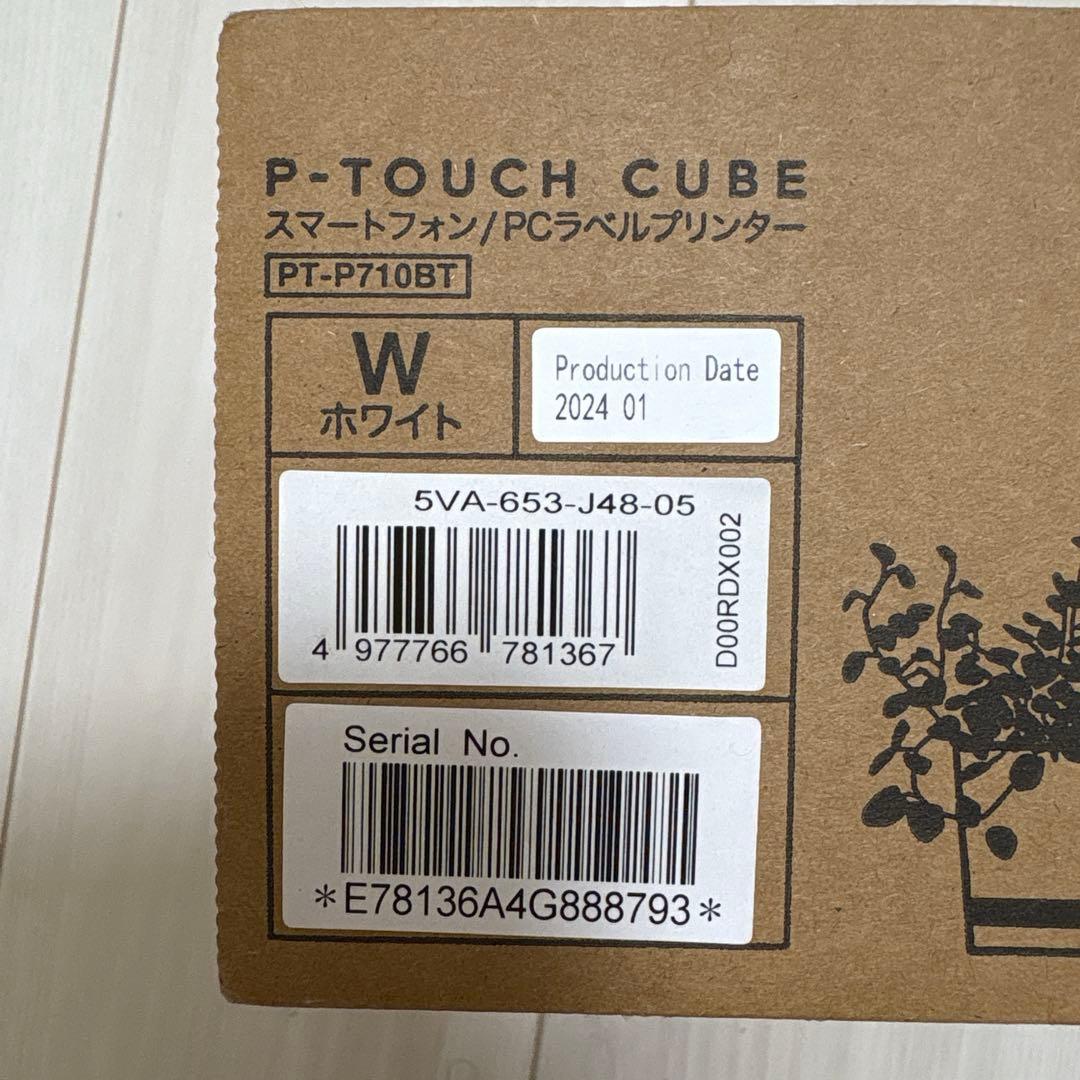 P-TOUCH CUBE
スマートフォン/PCラベルプリンター
PT-P710BT
W
ホワイト
Production Date
2024 01
5VA-653-J48-05
4 977766 781367
D00RDX002
Serial No.
*E78136A4G888793*